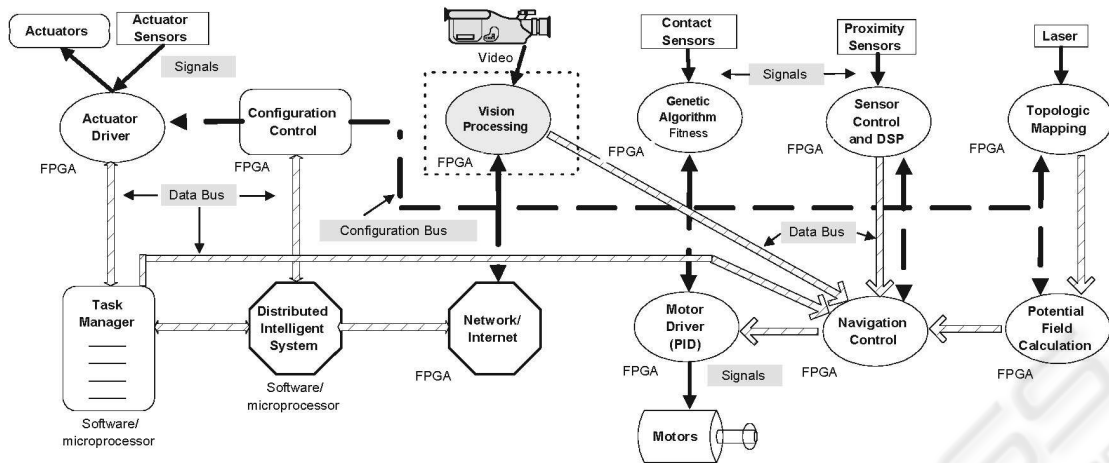 Actuators
Actuator
Sensors
Signals
Video
Contact
Sensors
Signals
Proximity
Sensors
Laser
Actuator
Driver
FPGA
Configuration
Control
FPGA
Vision
Processing
FPGA
Genetic
Algorithm
Fitness
FPGA
Sensor
Control
and DSP
FPGA
Topologic
Mapping
FPGA
Data Bus
Configuration Bus
Data Bus
Task
Manager
Software/
microprocessor
Distributed
Intelligent
System
Software/
microprocessor
Network/
Internet
FPGA
Motor
Driver
(PID)
FPGA
Signals
Navigation
Control
FPGA
Potential
Field
Calculation
FPGA
Motors